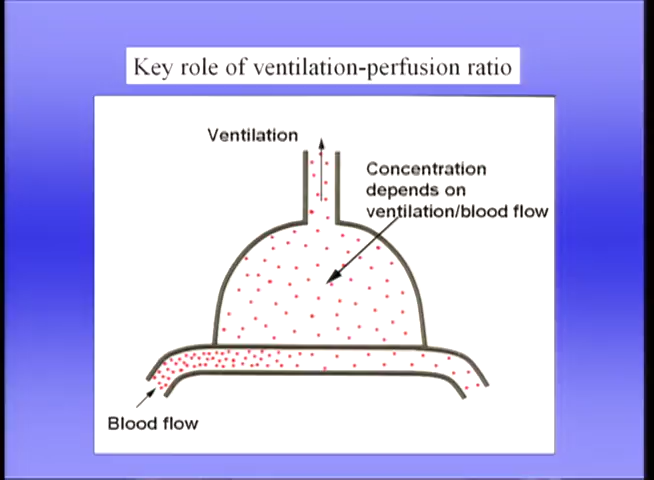 Key role of ventilation-perfusion ratio
Ventilation
Concentration
depends on
ventilation/blood flow
Blood flow